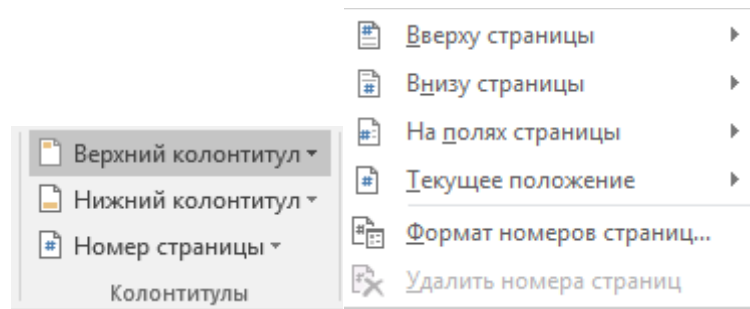 Верхний колонтитул
Нижний колонтитул
Номер страницы
Колонтитулы
Вверху страницы
Внизу страницы
На полях страницы
Текущее положение
Формат номеров страниц...
Удалить номера страниц